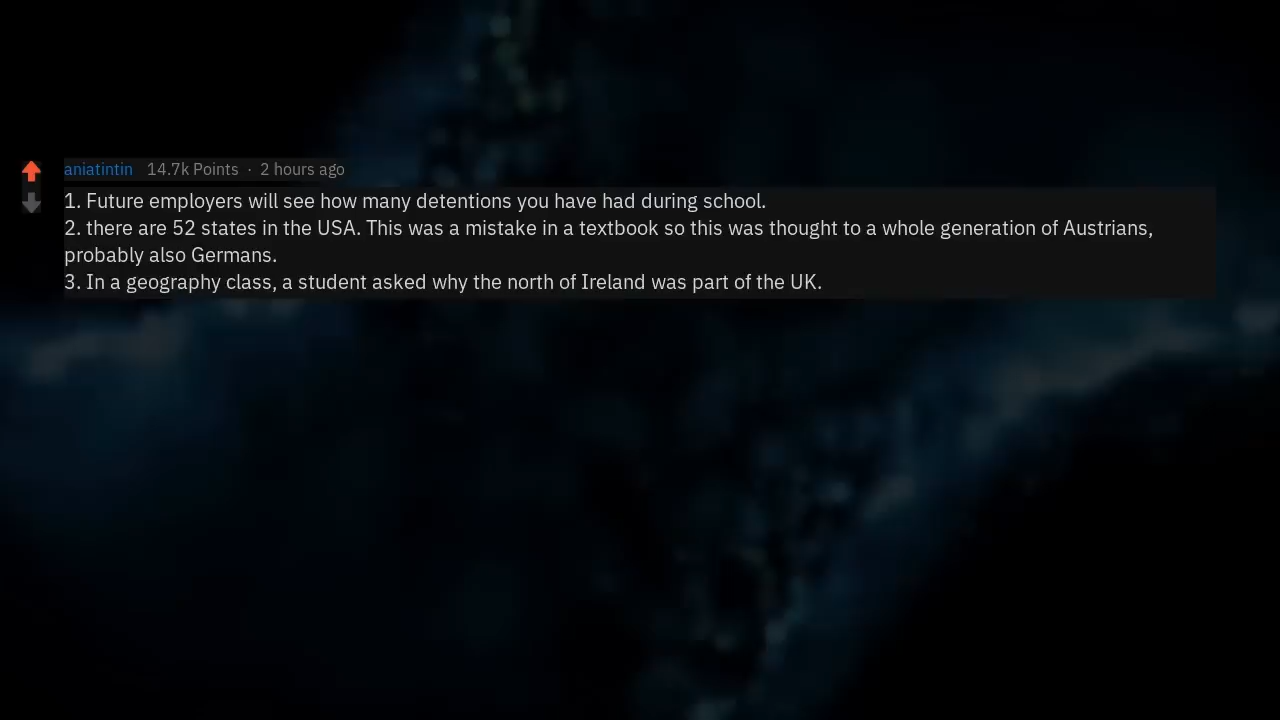 aniatintin 14.7k Points · 2 hours ago
1. Future employers will see how many detentions you have had during school.
2. there are 52 states in the USA. This was a mistake in a textbook so this was thought to a whole generation of Austrians,
probably also Germans.
3. In a geography class, a student asked why the north of Ireland was part of the UK.